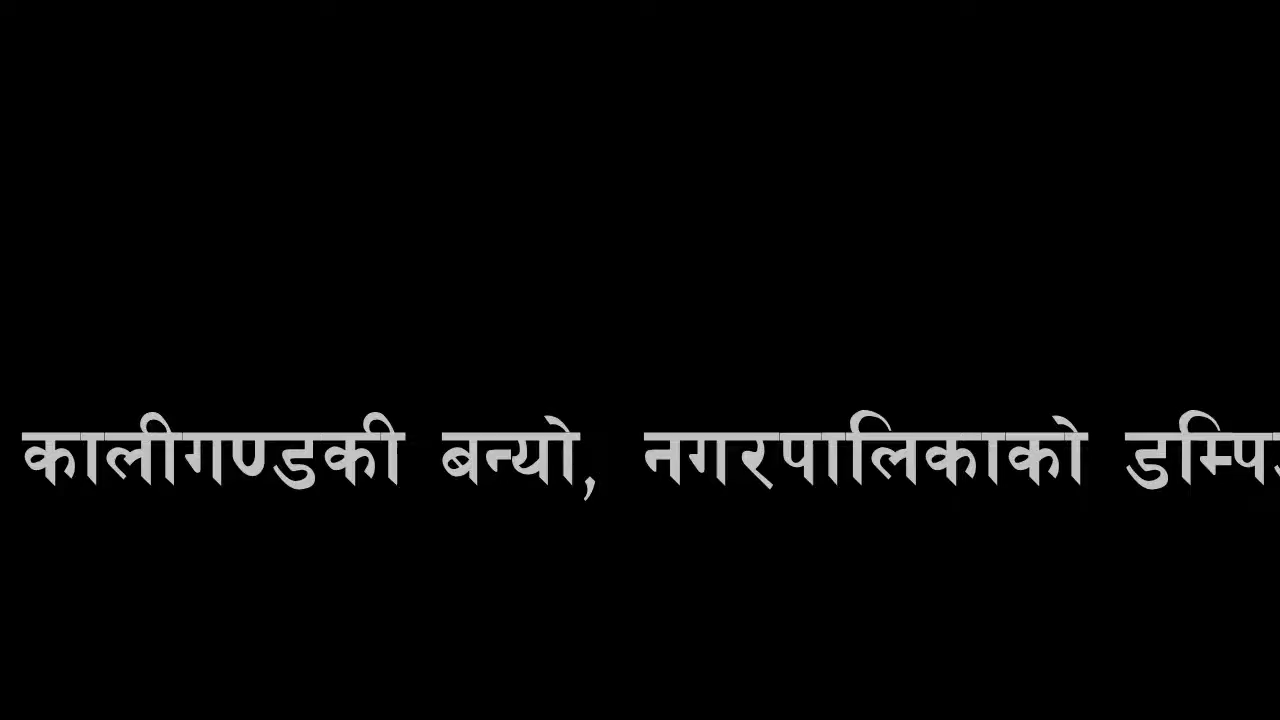 कालीगण्डकी बन्यो, नगरपालिकाको